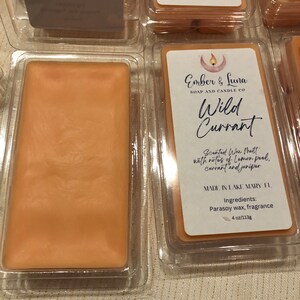 Ember & Luna
SOAP AND CANDLE CO
Wild
Currant
Scented Wax Melt
with notes of Lemon peel,
currant and juniper
MADE IN LAKE MARY, FL
Ingredients:
Parasoy wax, fragrance
4 oz/113g